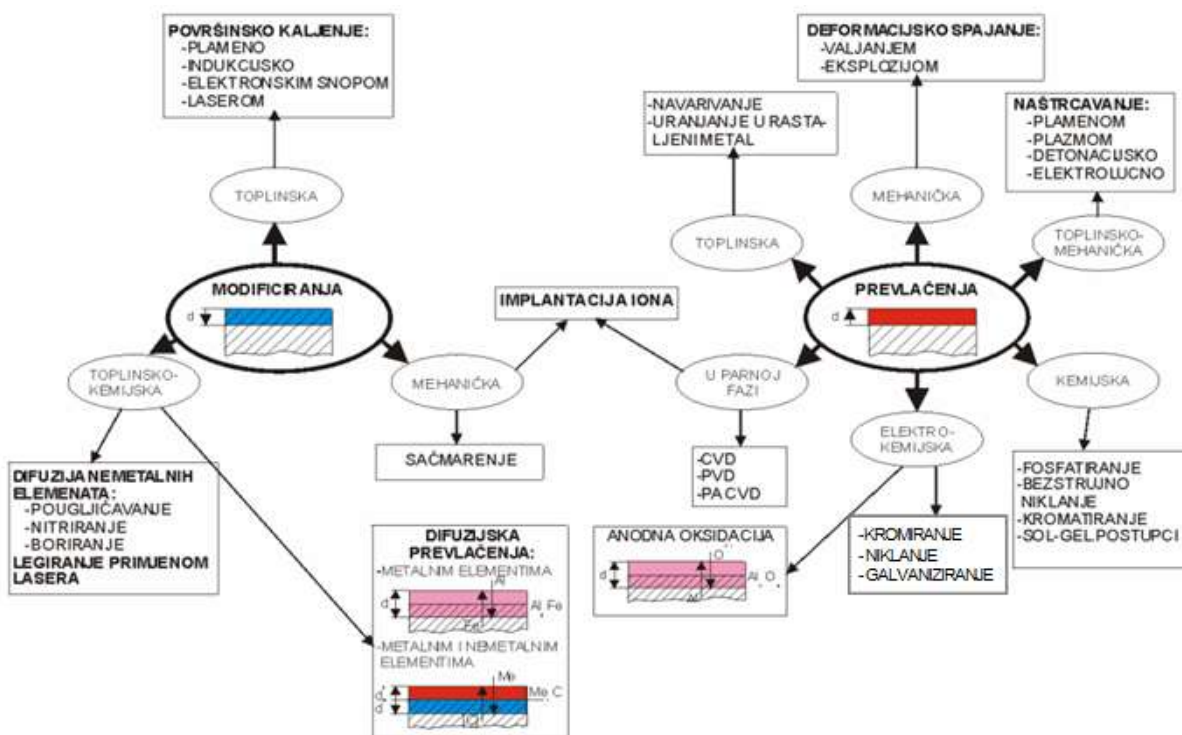 POVRŠINSKO KALJENJE:
-PLAMENO
-INDUKCIJSKO
-ELEKTRONSKIM SNOPOM
-LASEROM
DEFORMACIJSKO SPAJANJE:
-VALJANJEM
-EKSPLOZIJOM
-NAVARIVANJE
-URANJANJE U RASTA-
LJENI METAL
NAŠTRCAVANJE:
-PLAMENOM
-PLAZMOM
-DETONACIJSKO
-ELEKTROLUCNO
TOPLINSKA
MEHANIČKA
TOPLINSKA
TOPLINSKO-
MEHANIČKA
MODIFICIRANJA
d
IMPLANTACIJA IONA
PREVLAČENJA
d
TOPLINSKO-
KEMIJSKA
MEHANIČKA
U PARNOJ
FAZI
KEMIJSKA
ELEKTRO-
KEMIJSKA
SAČMARENJE
-CVD
-PVD
-PACVD
DIFUZIJA NEMETALNIH
ELEMENATA:
-POUGLJIČAVANJE
-NITRIRANJE
-BORIRANJE
LEGIRANJE PRIMJENOM
LASERA
-FOSFATIRANJE
-BEZSTRUJNO
NIKLANJE
-KROMATIRANJE
-SOL-GEL POSTUPCI
DIFUZIJSKA
PREVLAČENJA:
-METALNIM ELEMENTIMA
Al
d
Al Fe
Fe
-METALNIM I NEMETALNIM
ELEMENTIMA
Me
d'
Me C
d
ANODNA OKSIDACIJA
O
d
Al O
-KROMIRANJE
-NIKLANJE
-GALVANIZIRANJE